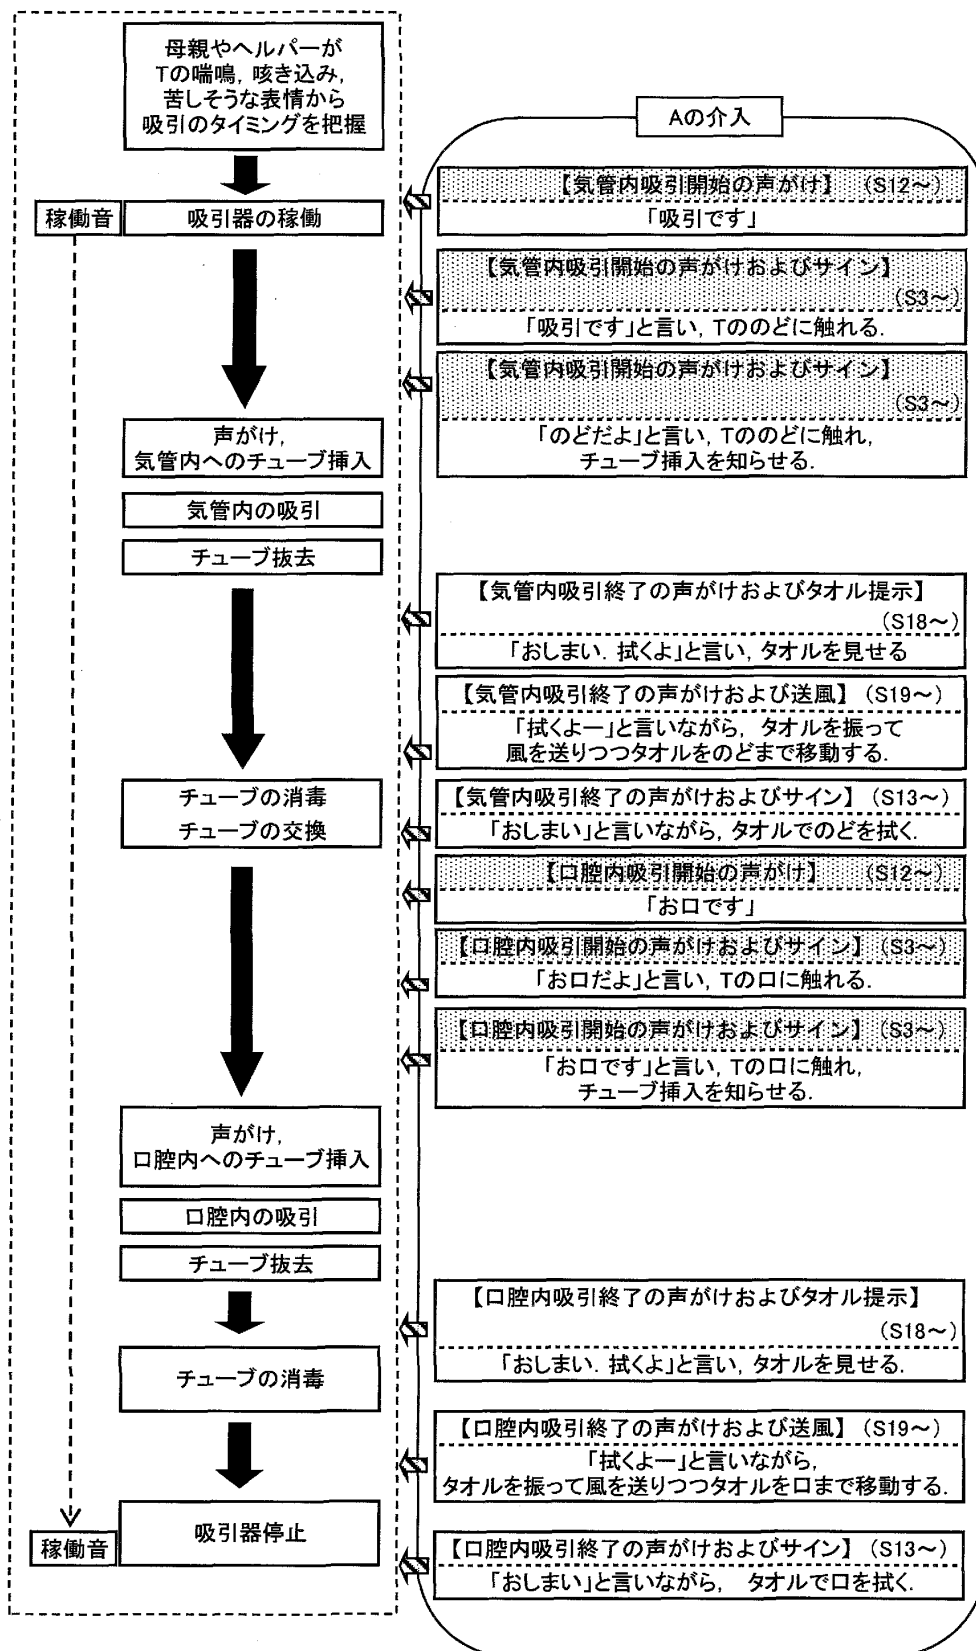 母親やヘルパーが
Tの喘鳴, 咳き込み,
苦しそうな表情から
吸引のタイミングを把握
稼働音
吸引器の稼働
声がけ,
気管内へのチューブ挿入
気管内の吸引
チューブ抜去
チューブの消毒
チューブの交換
声がけ,
口腔内へのチューブ挿入
口腔内の吸引
チューブ抜去
チューブの消毒
吸引器停止
稼働音
Aの介入
【気管内吸引開始の声がけ】 (S12~)
「吸引です」
【気管内吸引開始の声がけおよびサイン】
(S3~)
「吸引です」と言い, Tののどに触れる.
【気管内吸引開始の声がけおよびサイン】
(S3~)
「のどだよ」と言い, Tののどに触れ,
チューブ挿入を知らせる.
【気管内吸引終了の声がけおよびタオル提示】
(S18~)
「おしまい. 拭くよ」と言い, タオルを見せる
【気管内吸引終了の声がけおよび送風】 (S19~)
「拭くよー」と言いながら, タオルを振って
風を送りつつタオルをのどまで移動する.
【気管内吸引終了の声がけおよびサイン】 (S13~)
「おしまい」と言いながら, タオルでのどを拭く.
【口腔内吸引開始の声がけ】 (S12~)
「お口です」
【口腔内吸引開始の声がけおよびサイン】 (S3~)
「お口だよ」と言い, Tの口に触れる.
【口腔内吸引開始の声がけおよびサイン】 (S3~)
「お口です」と言い, Tの口に触れ,
チューブ挿入を知らせる.
【口腔内吸引終了の声がけおよびタオル提示】
(S18~)
「おしまい. 拭くよ」と言い, タオルを見せる.
【口腔内吸引終了の声がけおよび送風】 (S19~)
「拭くよー」と言いながら,
タオルを振って風を送りつつタオルを口まで移動する.
【口腔内吸引終了の声がけおよびサイン】 (S13~)
「おしまい」と言いながら, タオルで口を拭く.